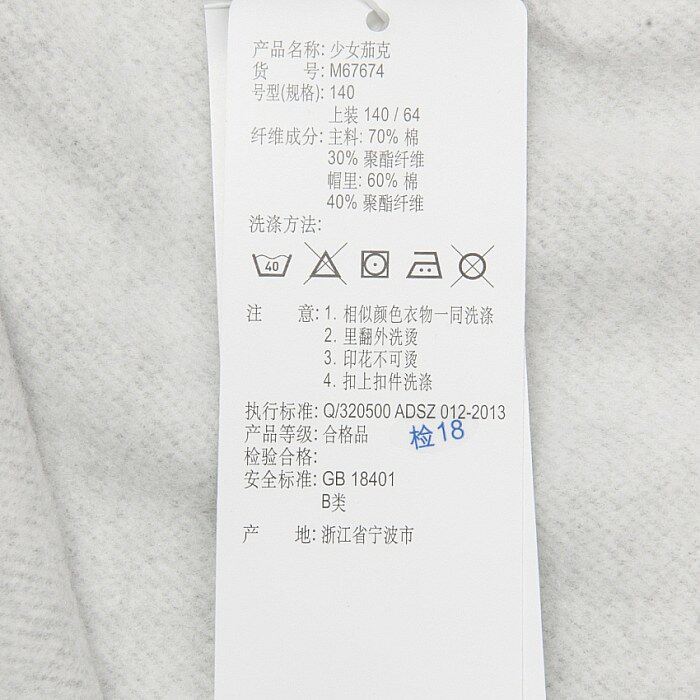 产品名称: 少女茄克
货 号: M67674
号型(规格): 140
上装 140 / 64
纤维成分: 主料: 70% 棉
30% 聚酯纤维
帽里: 60% 棉
40% 聚酯纤维
洗涤方法:
40
注 意: 1. 相似颜色衣物一同洗涤
2. 里翻外洗烫
3. 印花不可烫
4. 扣上扣件洗涤
执行标准: Q/320500 ADSZ 012-2013
产品等级: 合格品 检18
检验合格:
安全标准: GB 18401
B类
产 地: 浙江省宁波市